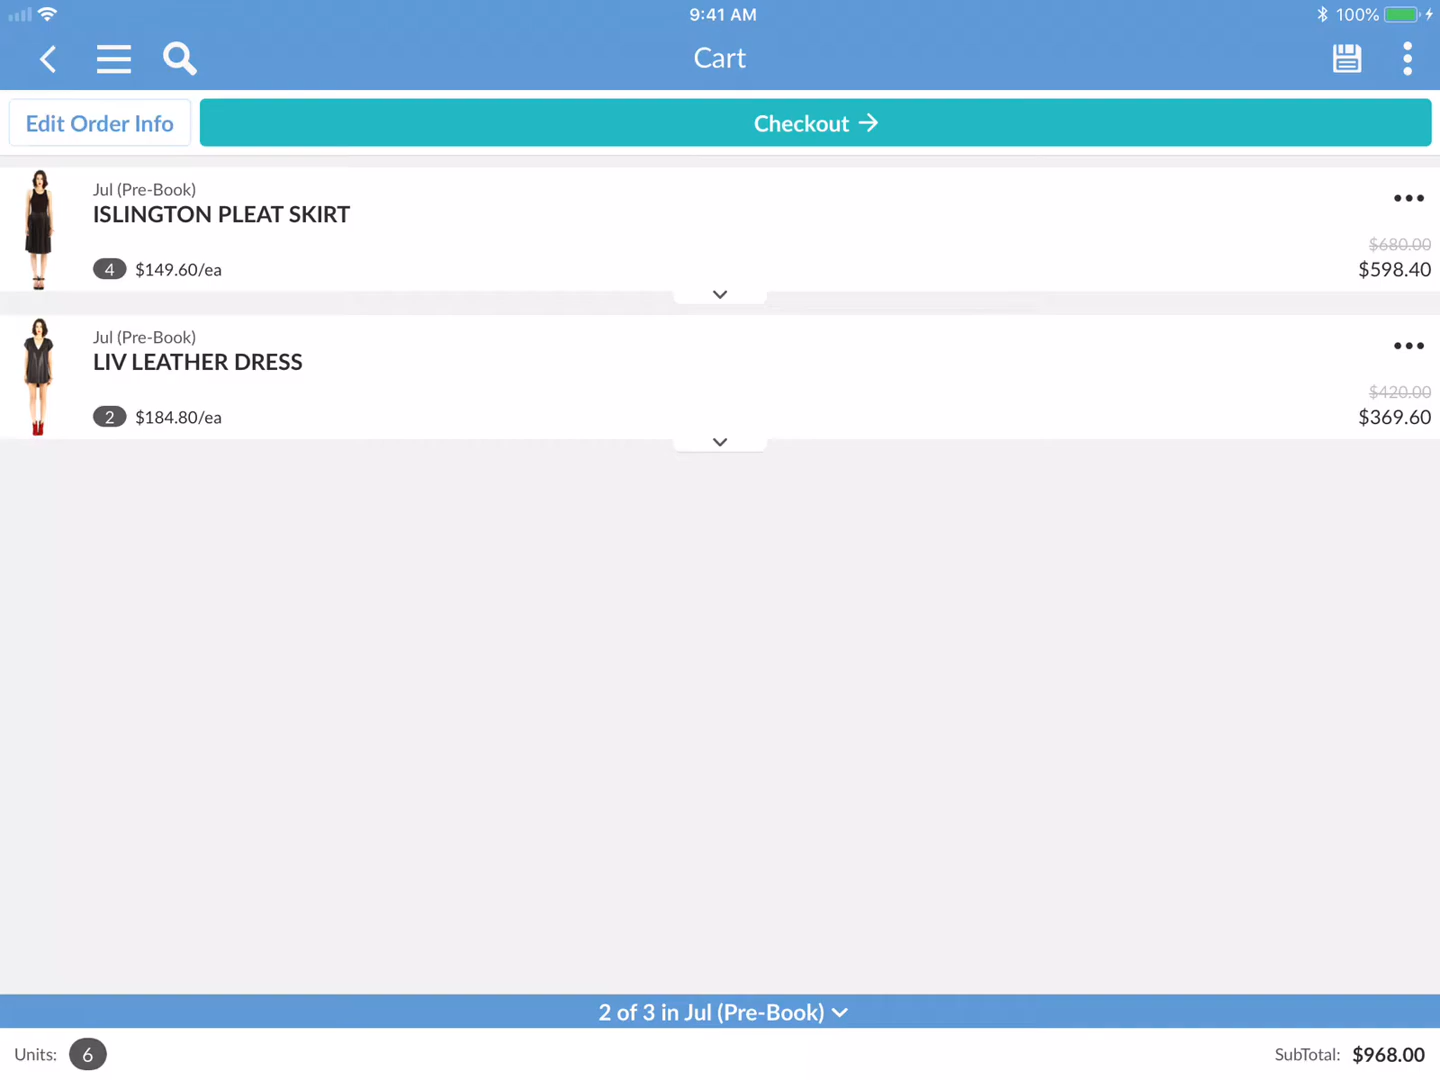 9:41 AM
100%
Cart
Edit Order Info
Checkout →
Jul (Pre-Book)
ISLINGTON PLEAT SKIRT
$680.00
4 $149.60/ea
$598.40
Jul (Pre-Book)
LIV LEATHER DRESS
$420.00
2 $184.80/ea
$369.60
2 of 3 in Jul (Pre-Book)
Units: 6
SubTotal: $968.00